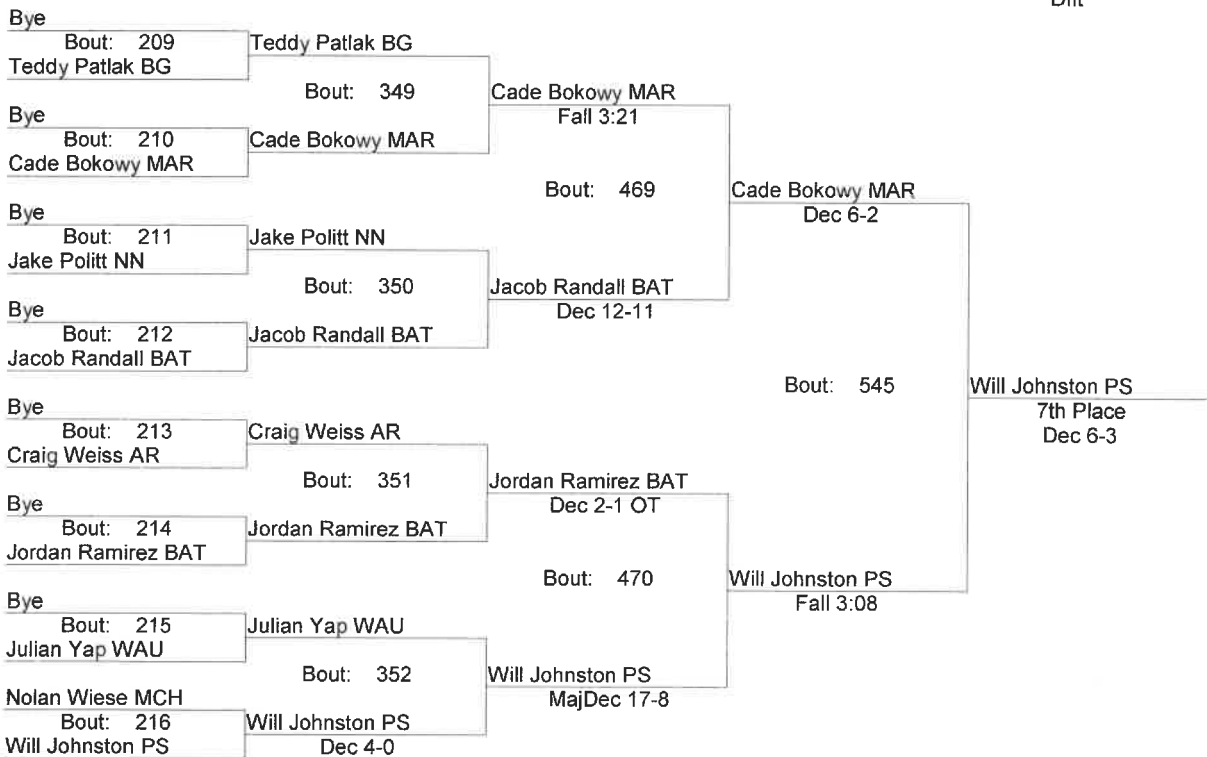 Dflt
Bye
Bout: 209
Teddy Patlak BG
Teddy Patlak BG
Bout: 349
Cade Bokowy MAR
Fall 3:21
Bye
Bout: 210
Cade Bokowy MAR
Cade Bokowy MAR
Bout: 469
Cade Bokowy MAR
Dec 6-2
Bye
Bout: 211
Jake Politt NN
Jake Politt NN
Bout: 350
Jacob Randall BAT
Dec 12-11
Bye
Bout: 212
Jacob Randall BAT
Jacob Randall BAT
Bout: 545
Will Johnston PS
7th Place
Dec 6-3
Bye
Bout: 213
Craig Weiss AR
Craig Weiss AR
Bout: 351
Jordan Ramirez BAT
Dec 2-1 OT
Bye
Bout: 214
Jordan Ramirez BAT
Jordan Ramirez BAT
Bout: 470
Will Johnston PS
Fall 3:08
Bye
Bout: 215
Julian Yap WAU
Julian Yap WAU
Bout: 352
Will Johnston PS
MajDec 17-8
Nolan Wiese MCH
Bout: 216
Will Johnston PS
Will Johnston PS
Dec 4-0